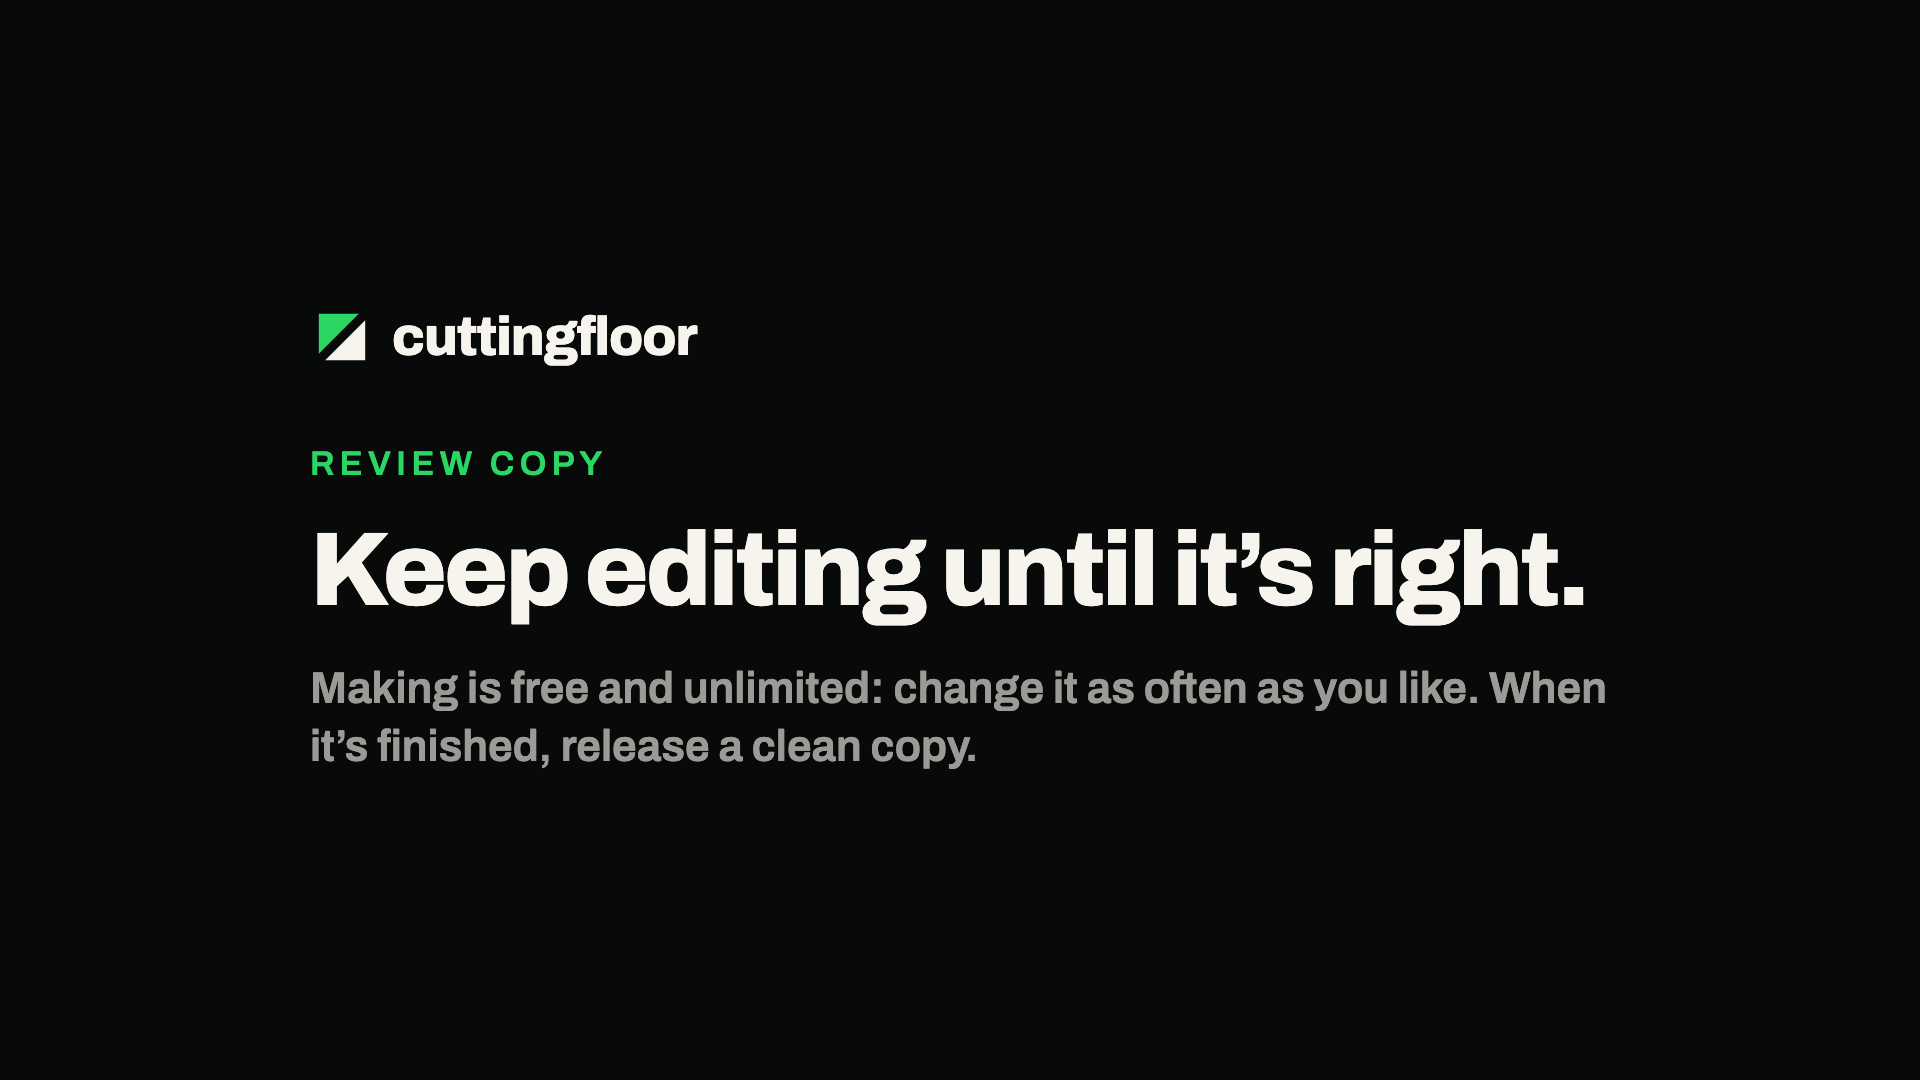 cuttingfloor
REVIEW COPY
Keep editing until it’s right.
Making is free and unlimited: change it as often as you like. When
it’s finished, release a clean copy.